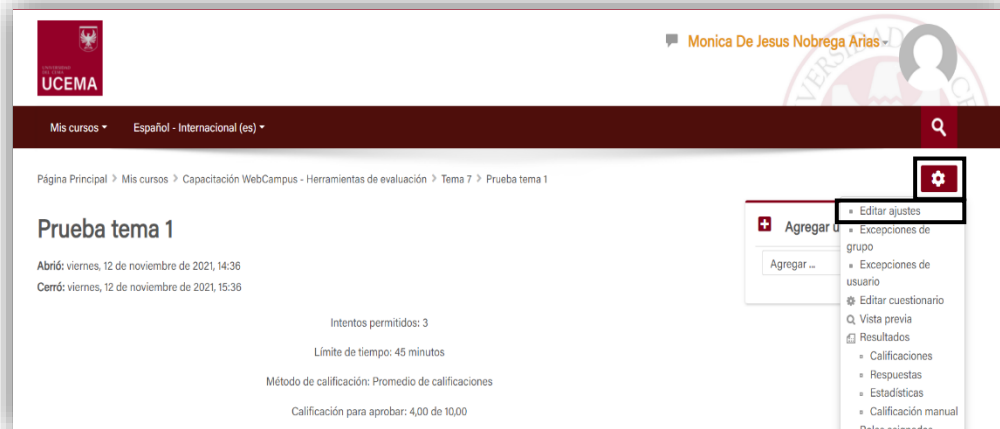 UNIVERSIDAD
DEL CEMA
UCEMA
Monica De Jesus Nobrega Arias
Mis cursos
Español - Internacional (es)
Página Principal > Mis cursos > Capacitación WebCampus - Herramientas de evaluación > Tema 7 > Prueba tema 1
Prueba tema 1
Abrió: viernes, 12 de noviembre de 2021, 14:36
Cerró: viernes, 12 de noviembre de 2021, 15:36
Intentos permitidos: 3
Límite de tiempo: 45 minutos
Método de calificación: Promedio de calificaciones
Calificación para aprobar: 4,00 de 10,00
Agregar u
Agregar ...
Editar ajustes
Excepciones de
grupo
Excepciones de
usuario
Editar cuestionario
Vista previa
Resultados
Calificaciones
Respuestas
Estadísticas
Calificación manual